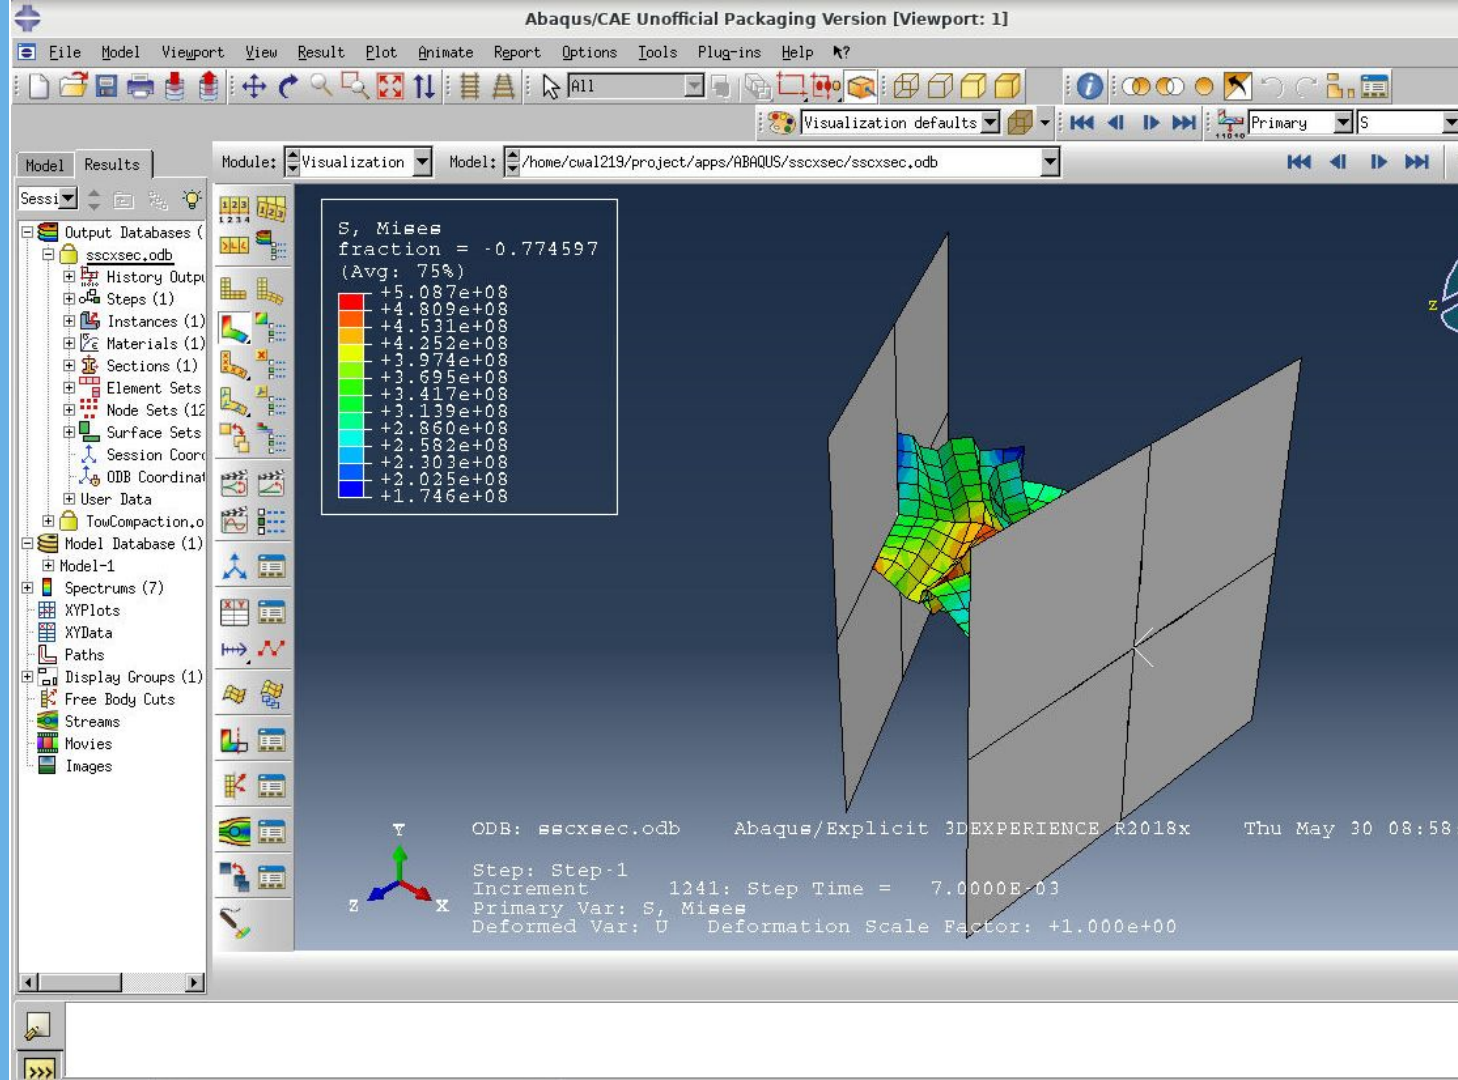 Abaqus/CAE Unofficial Packaging Version [Viewport: 1]
File Model Viewport View Result Plot Animate Report Options Tools Plug-ins Help
All
Visualization defaults
Primary
S
Model Results
Module: Visualization Model: /home/cwal219/project/apps/ABAQUS/sscxsec/sscxsec.odb
Sessi
Output Databases (
sscxsec.odb
History Outpu
Steps (1)
Instances (1)
Materials (1)
Sections (1)
Element Sets
Node Sets (12
Surface Sets
Session Coor
ODB Coordinat
User Data
TowCompaction.o
Model Database (1)
Model-1
Spectrums (7)
XYPlots
XYData
Paths
Display Groups (1)
Free Body Cuts
Streams
Movies
Images
S, Mises
fraction = -0.774597
(Avg: 75%)
+5.087e+08
+4.809e+08
+4.531e+08
+4.252e+08
+3.974e+08
+3.695e+08
+3.417e+08
+3.139e+08
+2.860e+08
+2.582e+08
+2.303e+08
+2.025e+08
+1.746e+08
Z
Y
Z X
ODB: sscxsec.odb Abaqus/Explicit 3DEXPERIENCE R2018x Thu May 30 08:58
Step: Step-1
Increment 1241: Step Time = 7.0000E-03
Primary Var: S, Mises
Deformed Var: U Deformation Scale Factor: +1.000e+00
>>>